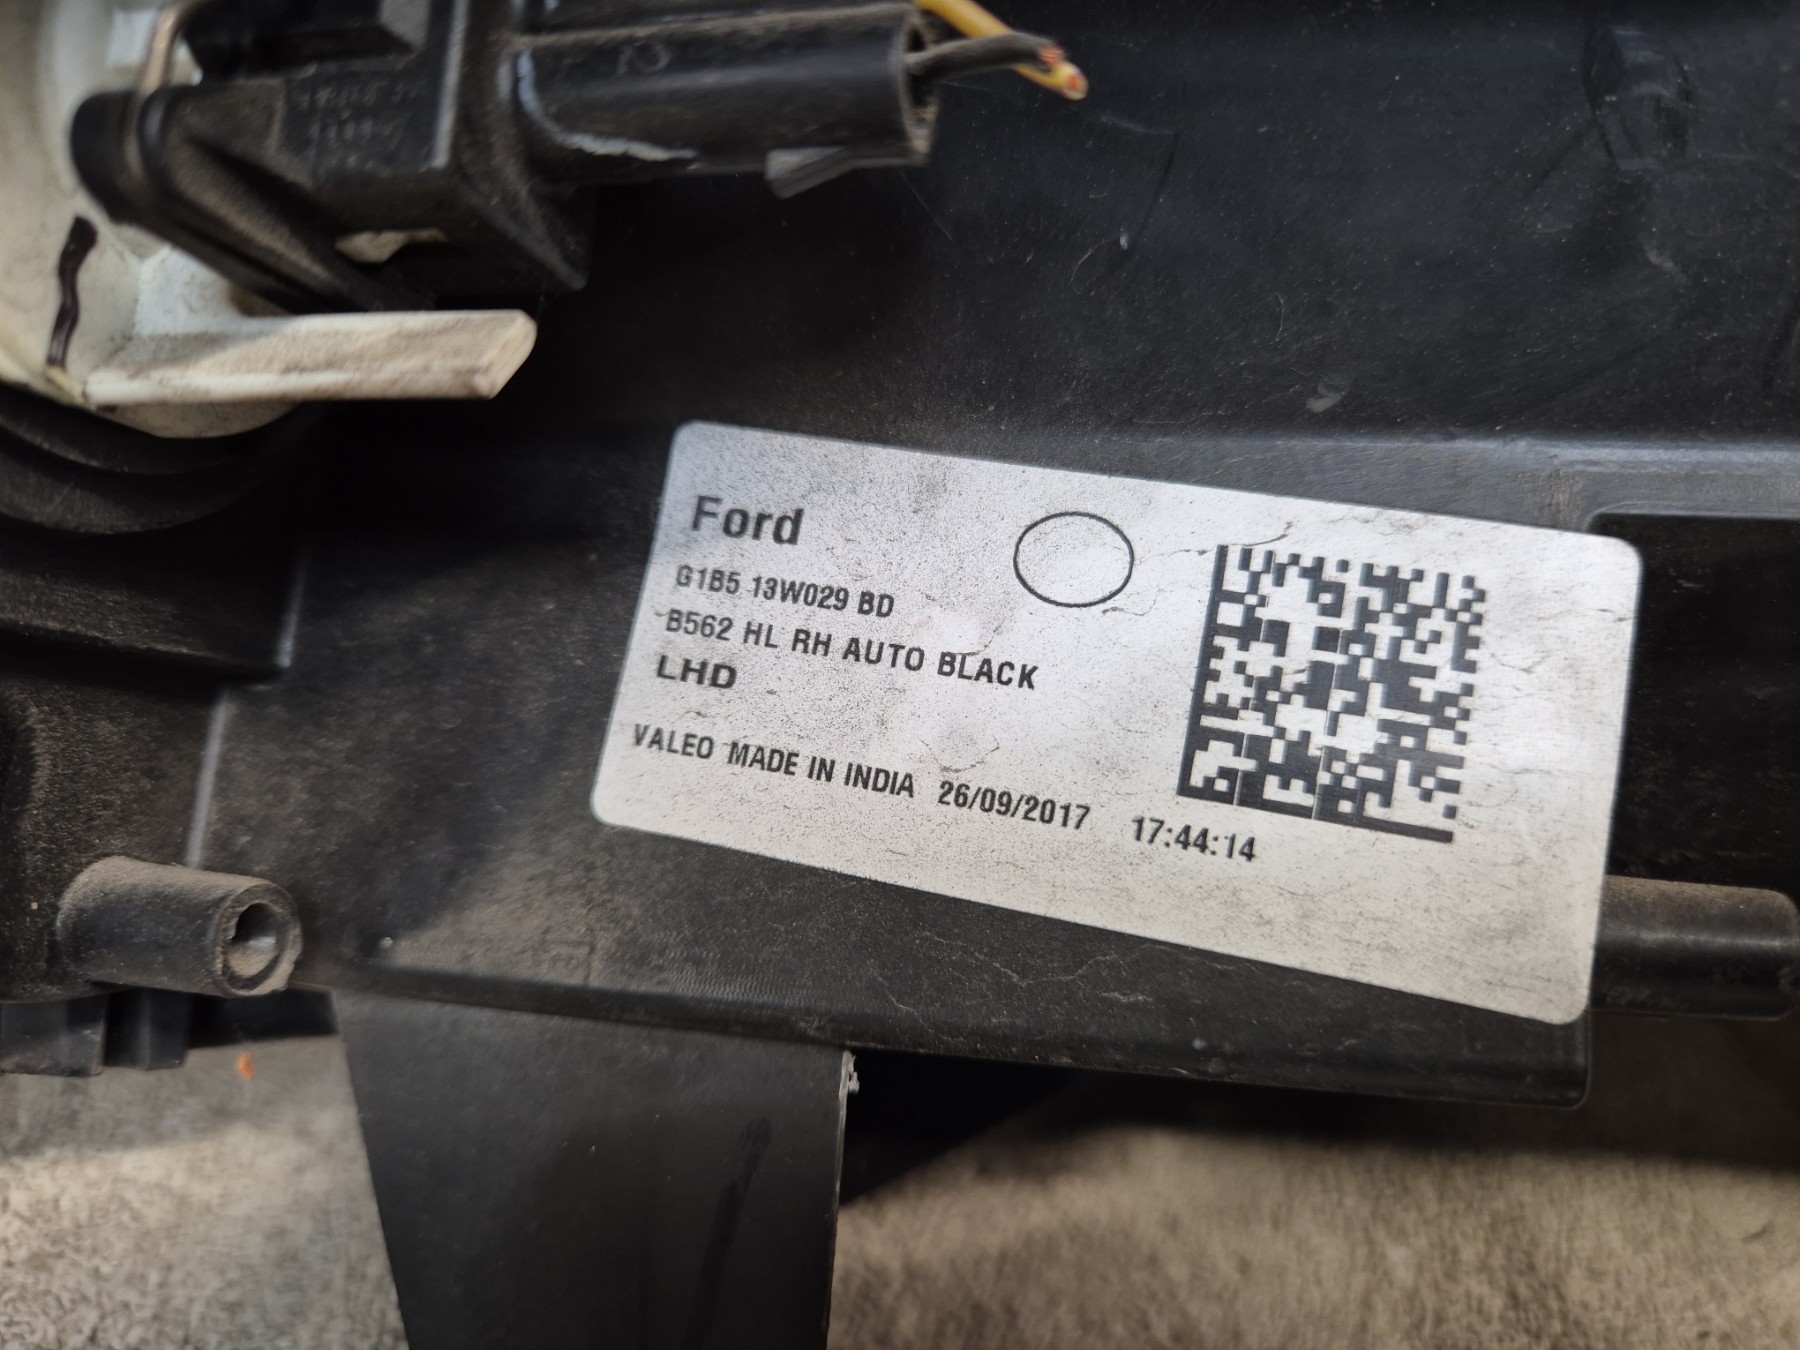 Ford
G1B5 13W029 BD
B562 HL RH AUTO BLACK
LHD
VALEO MADE IN INDIA 26/09/2017 17:44:14